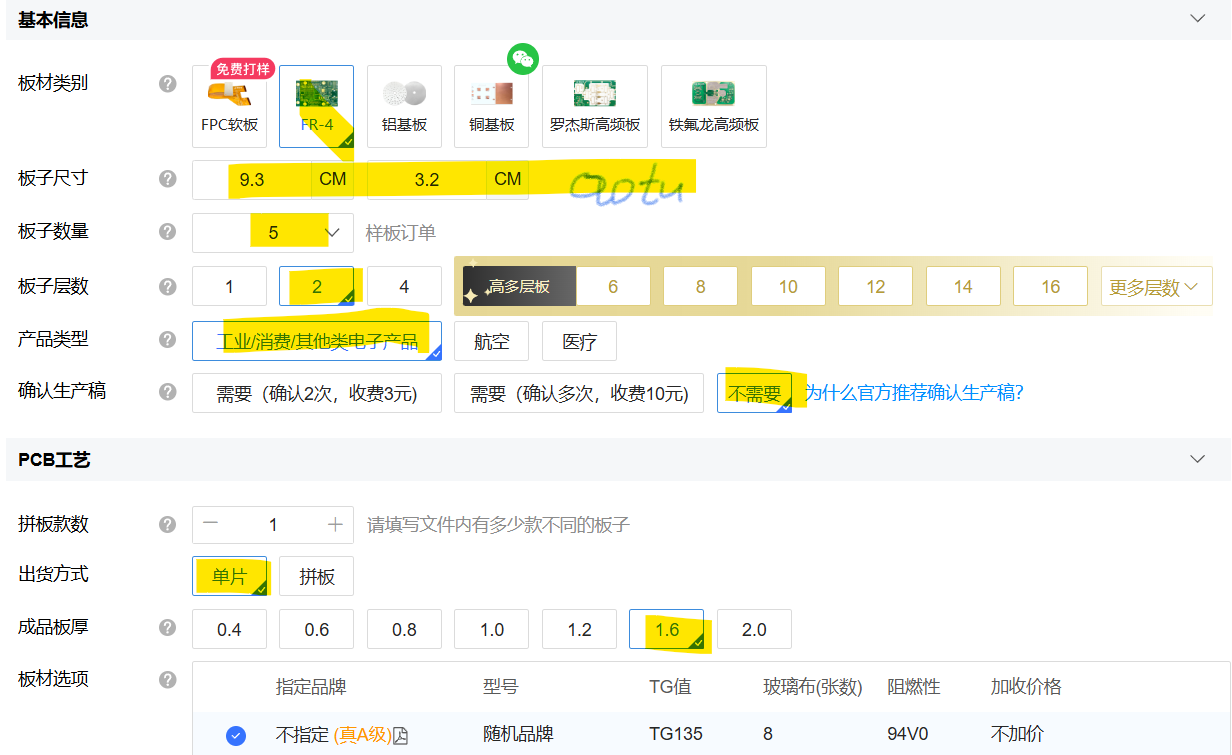 基本信息
板材类别
免费打样
FPC软板
FR-4
铝基板
铜基板
罗杰斯高频板
铁氟龙高频板
板子尺寸 9.3 CM 3.2 CM aotu
板子数量 5 样板订单
板子层数 1 2 4 高多层板 6 8 10 12 14 16 更多层数
产品类型 工业/消费/其他类电子产品 航空 医疗
确认生产稿 需要（确认2次，收费3元) 需要（确认多次，收费10元) 不需要 为什么官方推荐确认生产稿?
PCB工艺
拼板款数 1 请填写文件内有多少款不同的板子
出货方式 单片 拼板
成品板厚 0.4 0.6 0.8 1.0 1.2 1.6 2.0
板材选项 指定品牌 型号 TG值 玻璃布(张数) 阻燃性 加收价格
不指定 (真A级) 随机品牌 TG135 8 94V0 不加价